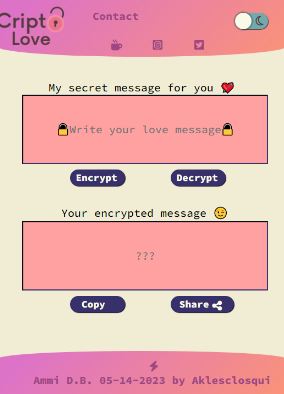 Cript
Love
Contact
My secret message for you
Write your love message
Encrypt
Decrypt
Your encrypted message
???
Copy
Share
Ammi D.B. 05-14-2023 by Aklesclosqui